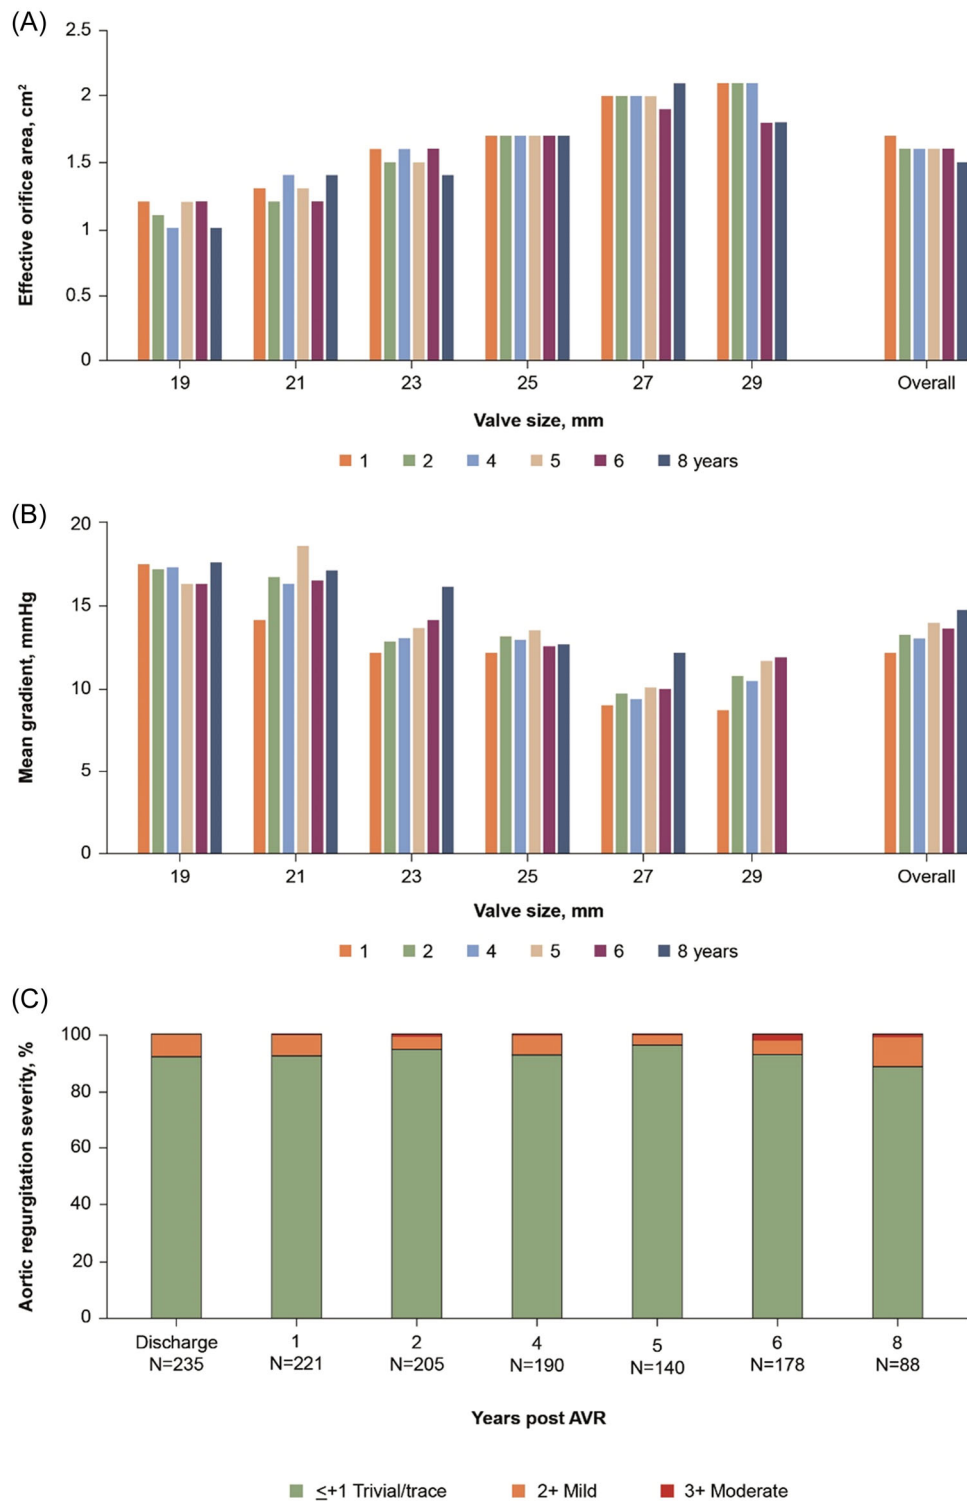 (A)
Effective orifice area, cm²
2.5
2
1.5
1
0.5
0
19 21 23 25 27 29 Overall
Valve size, mm
1 2 4 5 6 8 years
(B)
Mean gradient, mmHg
20
15
10
5
0
19 21 23 25 27 29 Overall
Valve size, mm
1 2 4 5 6 8 years
(C)
Aortic regurgitation severity, %
100
80
60
40
20
0
Discharge 1 2 4 5 6 8
N=235 N=221 N=205 N=190 N=140 N=178 N=88
Years post AVR
≤+1 Trivial/trace 2+ Mild 3+ Moderate